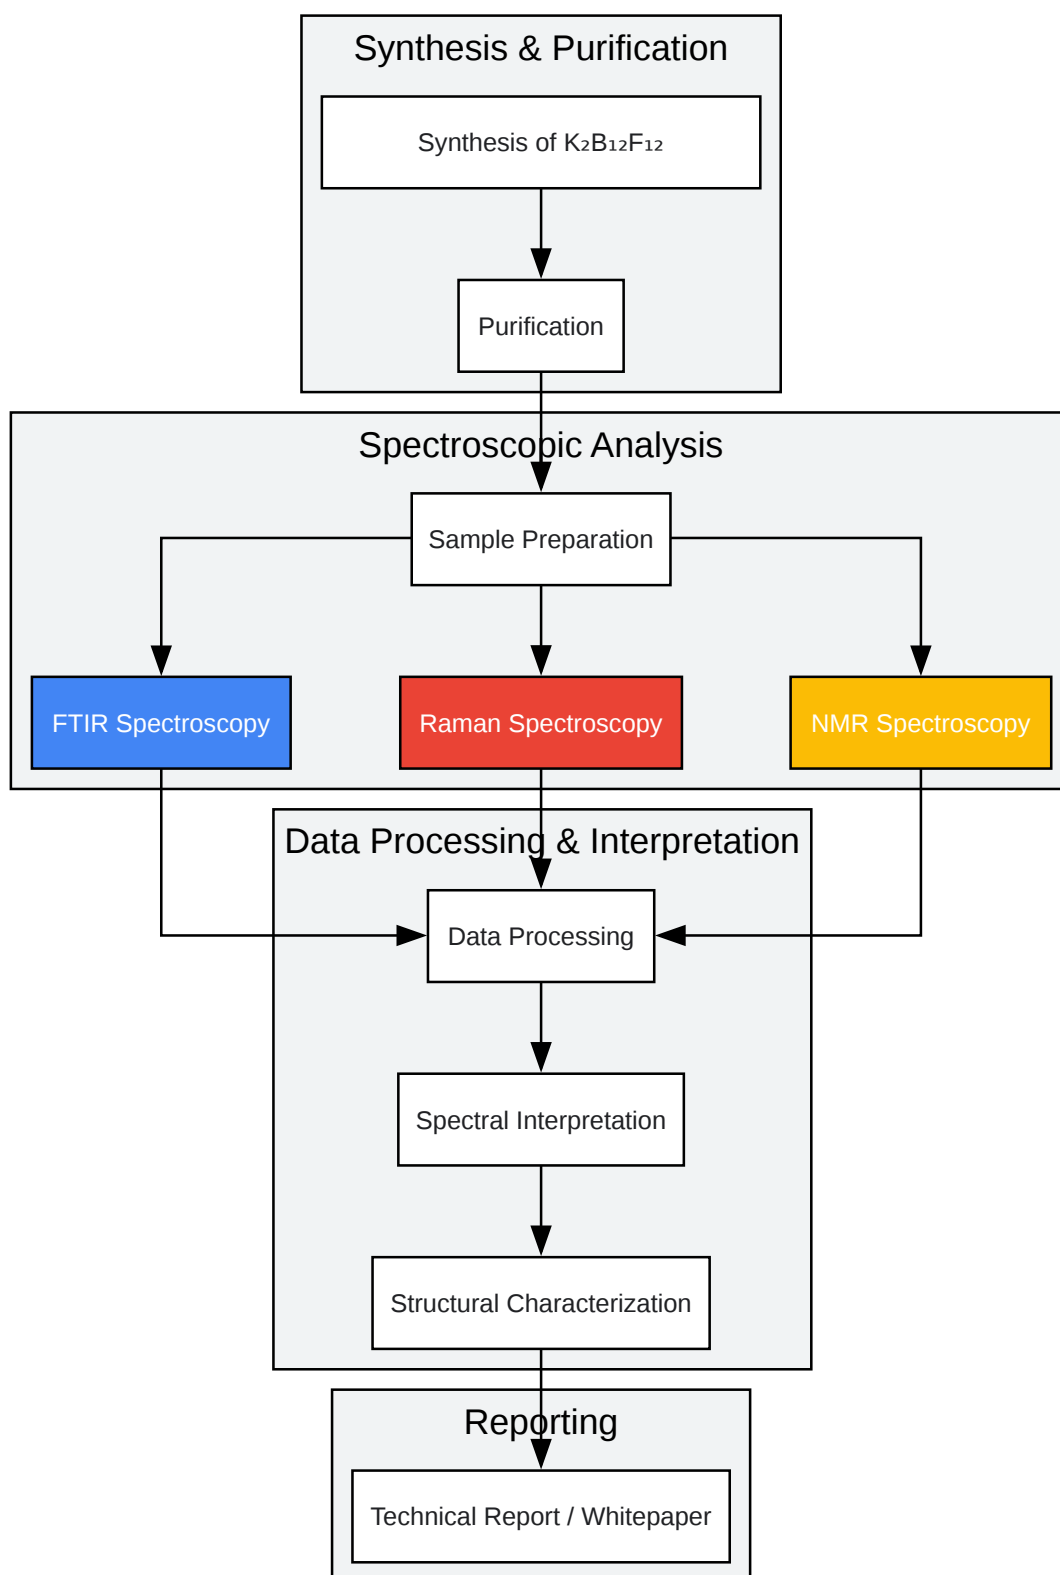 Synthesis & Purification
Synthesis of K₂B₁₂F₁₂
Purification
Spectroscopic Analysis
Sample Preparation
FTIR Spectroscopy
Raman Spectroscopy
NMR Spectroscopy
Data Processing & Interpretation
Data Processing
Spectral Interpretation
Structural Characterization
Reporting
Technical Report / Whitepaper